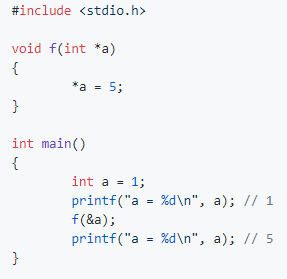 #include <stdio.h>

void f(int *a)
{
        *a = 5;
}

int main()
{
        int a = 1;
        printf("a = %d\n", a); // 1
        f(&a);
        printf("a = %d\n", a); // 5
}